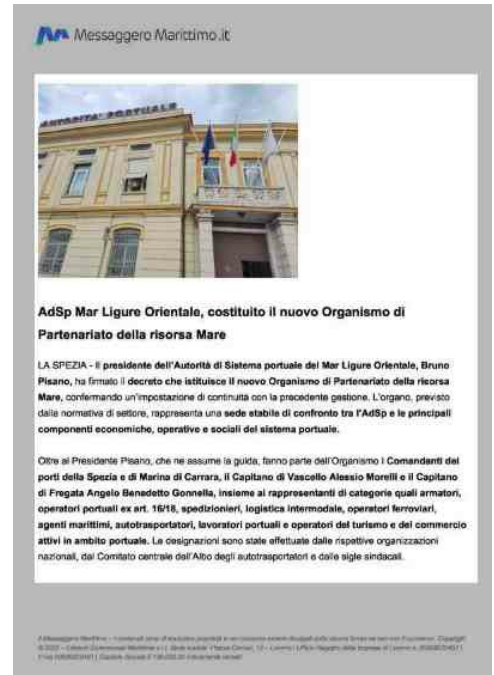 Messaggero Marittimo.it
AUTORITA' PORTUALE
AdSp Mar Ligure Orientale, costituito il nuovo Organismo di
Partenariato della risorsa Mare
LA SPEZIA - Il presidente dell'Autorità di Sistema portuale del Mar Ligure Orientale, Bruno
Pisano, ha firmato il decreto che istituisce il nuovo Organismo di Partenariato della risorsa
Mare, confermando un'impostazione di continuità con la precedente gestione. L'organo, previsto
dalla normativa di settore, rappresenta una sede stabile di confronto tra l'AdSp e le principali
componenti economiche, operative e sociali del sistema portuale.
Oltre al Presidente Pisano, che ne assume la guida, fanno parte dell'Organismo i Comandanti dei
porti della Spezia e di Marina di Carrara, il Capitano di Vascello Alessio Morelli e il Capitano
di Fregata Angelo Benedetto Gonnella, insieme ai rappresentanti di categorie quali armatori,
operatori portuali ex art. 16/18, spedizionieri, logistica intermodale, operatori ferroviari,
agenti marittimi, autotrasportatori, lavoratori portuali e operatori del turismo e del commercio
attivi in ambito portuale. Le designazioni sono state effettuate dalle rispettive organizzazioni
nazionali, dal Comitato centrale dell'Albo degli autotrasportatori e dalle sigle sindacali.